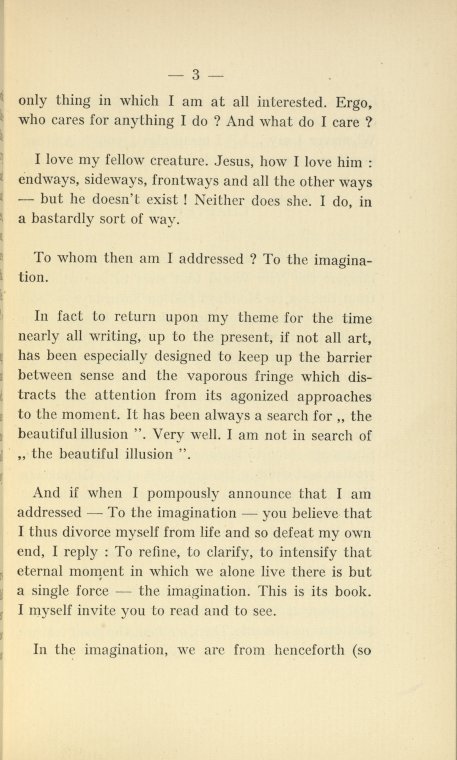 — 3 —
only thing in which I am at all interested. Ergo,
who cares for anything I do ? And what do I care ?
I love my fellow creature. Jesus, how I love him :
endways, sideways, frontways and all the other ways
— but he doesn't exist ! Neither does she. I do, in
a bastardly sort of way.
To whom then am I addressed ? To the imagina-
tion.
In fact to return upon my theme for the time
nearly all writing, up to the present, if not all art,
has been especially designed to keep up the barrier
between sense and the vaporous fringe which dis-
tracts the attention from its agonized approaches
to the moment. It has been always a search for „ the
beautiful illusion ”. Very well. I am not in search of
„ the beautiful illusion ”.
And if when I pompously announce that I am
addressed — To the imagination — you believe that
I thus divorce myself from life and so defeat my own
end, I reply : To refine, to clarify, to intensify that
eternal moment in which we alone live there is but
a single force — the imagination. This is its book.
I myself invite you to read and to see.
In the imagination, we are from henceforth (so